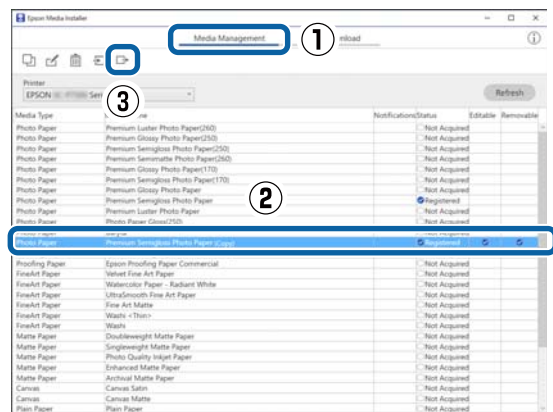 Epson Media Installer
Media Management
nload
1
3
Printer
EPSON Seri
Refresh
Media Type Notifications Status Editable Removable
Photo Paper Premium Luster Photo Paper(260) Not Acquired
Photo Paper Premium Glossy Photo Paper(250) Not Acquired
Photo Paper Premium Semigloss Photo Paper(250) Not Acquired
Photo Paper Premium Semimatte Photo Paper(260) Not Acquired
Photo Paper Premium Glossy Photo Paper(170) Not Acquired
Photo Paper Premium Semigloss Photo Paper(170) Not Acquired
Photo Paper Premium Glossy Photo Paper Not Acquired
Photo Paper Premium Semigloss Photo Paper Registered
2
Photo Paper Premium Luster Photo Paper Not Acquired
Photo Paper Photo Paper Gloss(250) Not Acquired
Photo Paper Baryta Not Acquired
Photo Paper Premium Semigloss Photo Paper (Copy) Registered
Proofing Paper Epson Proofing Paper Commercial Not Acquired
FineArt Paper Velvet Fine Art Paper Not Acquired
FineArt Paper Watercolor Paper - Radiant White Not Acquired
FineArt Paper UltraSmooth Fine Art Paper Not Acquired
FineArt Paper Fine Art Matte Not Acquired
FineArt Paper Washi <Thin> Not Acquired
FineArt Paper Washi Not Acquired
Matte Paper Doubleweight Matte Paper Not Acquired
Matte Paper Singleweight Matte Paper Not Acquired
Matte Paper Photo Quality Inkjet Paper Not Acquired
Matte Paper Enhanced Matte Paper Not Acquired
Matte Paper Archival Matte Paper Not Acquired
Canvas Canvas Satin Not Acquired
Canvas Canvas Matte Not Acquired
Plain Paper Plain Paper Not Acquired